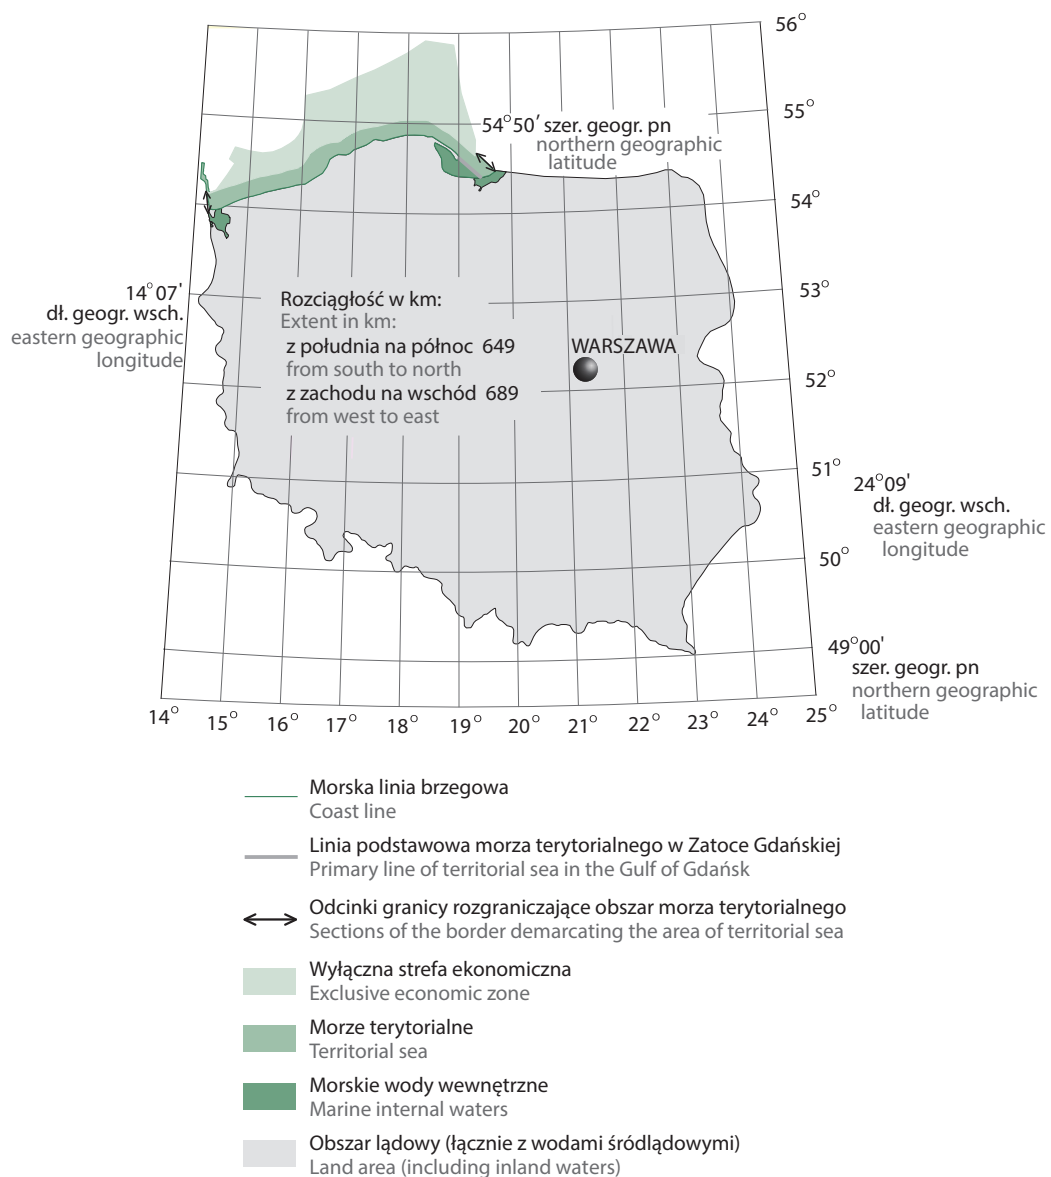 56°
55°
54°50′ szer. geogr. pn
northern geographic
latitude
54°
14°07'
dł. geogr. wsch.
eastern geographic
longitude
53°
Rozciągłość w km:
Extent in km:
z południa na północ 649
from south to north
z zachodu na wschód 689
from west to east
WARSZAWA
52°
51°
24°09'
dł. geogr. wsch.
eastern geographic
longitude
50°
49°00'
szer. geogr. pn
northern geographic
latitude
14° 15° 16° 17° 18° 19° 20° 21° 22° 23° 24° 25°
Morska linia brzegowa
Coast line
Linia podstawowa morza terytorialnego w Zatoce Gdańskiej
Primary line of territorial sea in the Gulf of Gdańsk
Odcinki granicy rozgraniczające obszar morza terytorialnego
Sections of the border demarcating the area of territorial sea
Wyłączna strefa ekonomiczna
Exclusive economic zone
Morze terytorialne
Territorial sea
Morskie wody wewnętrzne
Marine internal waters
Obszar lądowy (łącznie z wodami śródlądowymi)
Land area (including inland waters)